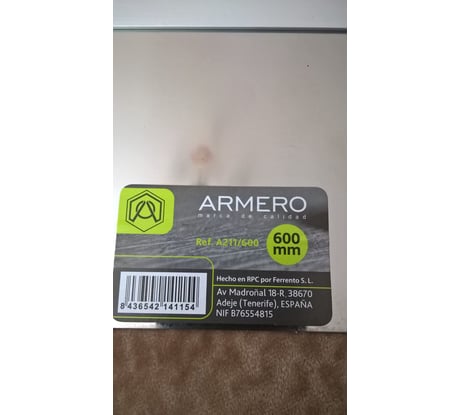 ARMERO
marca de calidad
Ref. A211/600
600
mm
Hecho en RPC por Ferrento S. L.
Av Madroñal 18-R, 38670
Adeje (Tenerife), ESPAÑA
NIF B76554815
8 436542 141154